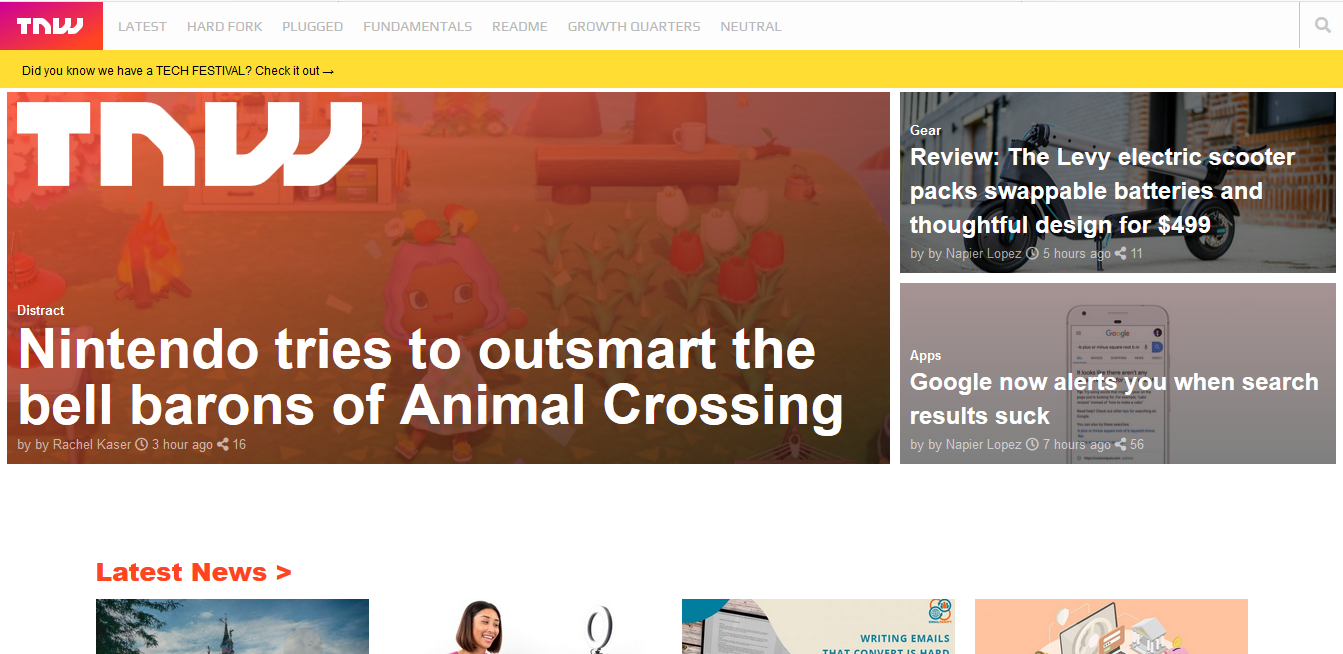 TNW
LATEST HARD FORK PLUGGED FUNDAMENTALS README GROWTH QUARTERS NEUTRAL
Did you know we have a TECH FESTIVAL? Check it out →
TNW
Distract
Nintendo tries to outsmart the
bell barons of Animal Crossing
by by Rachel Kaser 3 hour ago 16
Gear
Review: The Levy electric scooter
packs swappable batteries and
thoughtful design for $499
by by Napier Lopez 5 hours ago 11
Google
Apps
Google now alerts you when search
results suck
by by Napier Lopez 7 hours ago 56
Latest News >
WRITING EMAILS
THAT CONVERT IS HARD